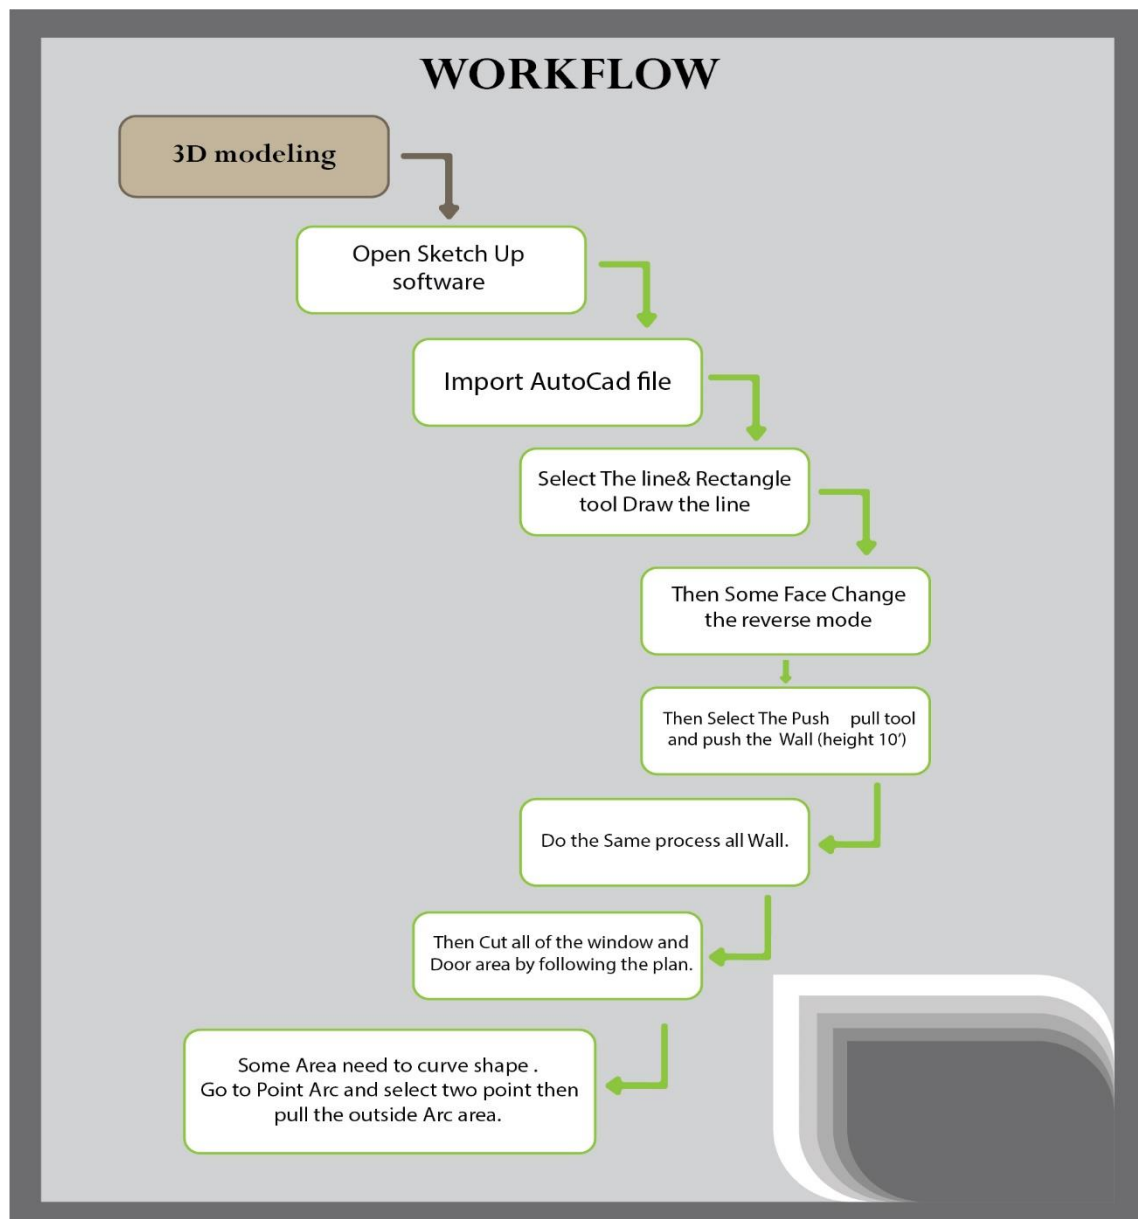 WORKFLOW
3D modeling
Open Sketch Up
software
Import AutoCad file
Select The line& Rectangle
tool Draw the line
Then Some Face Change
the reverse mode
Then Select The Push pull tool
and push the Wall (height 10')
Do the Same process all Wall.
Then Cut all of the window and
Door area by following the plan.
Some Area need to curve shape .
Go to Point Arc and select two point then
pull the outside Arc area.